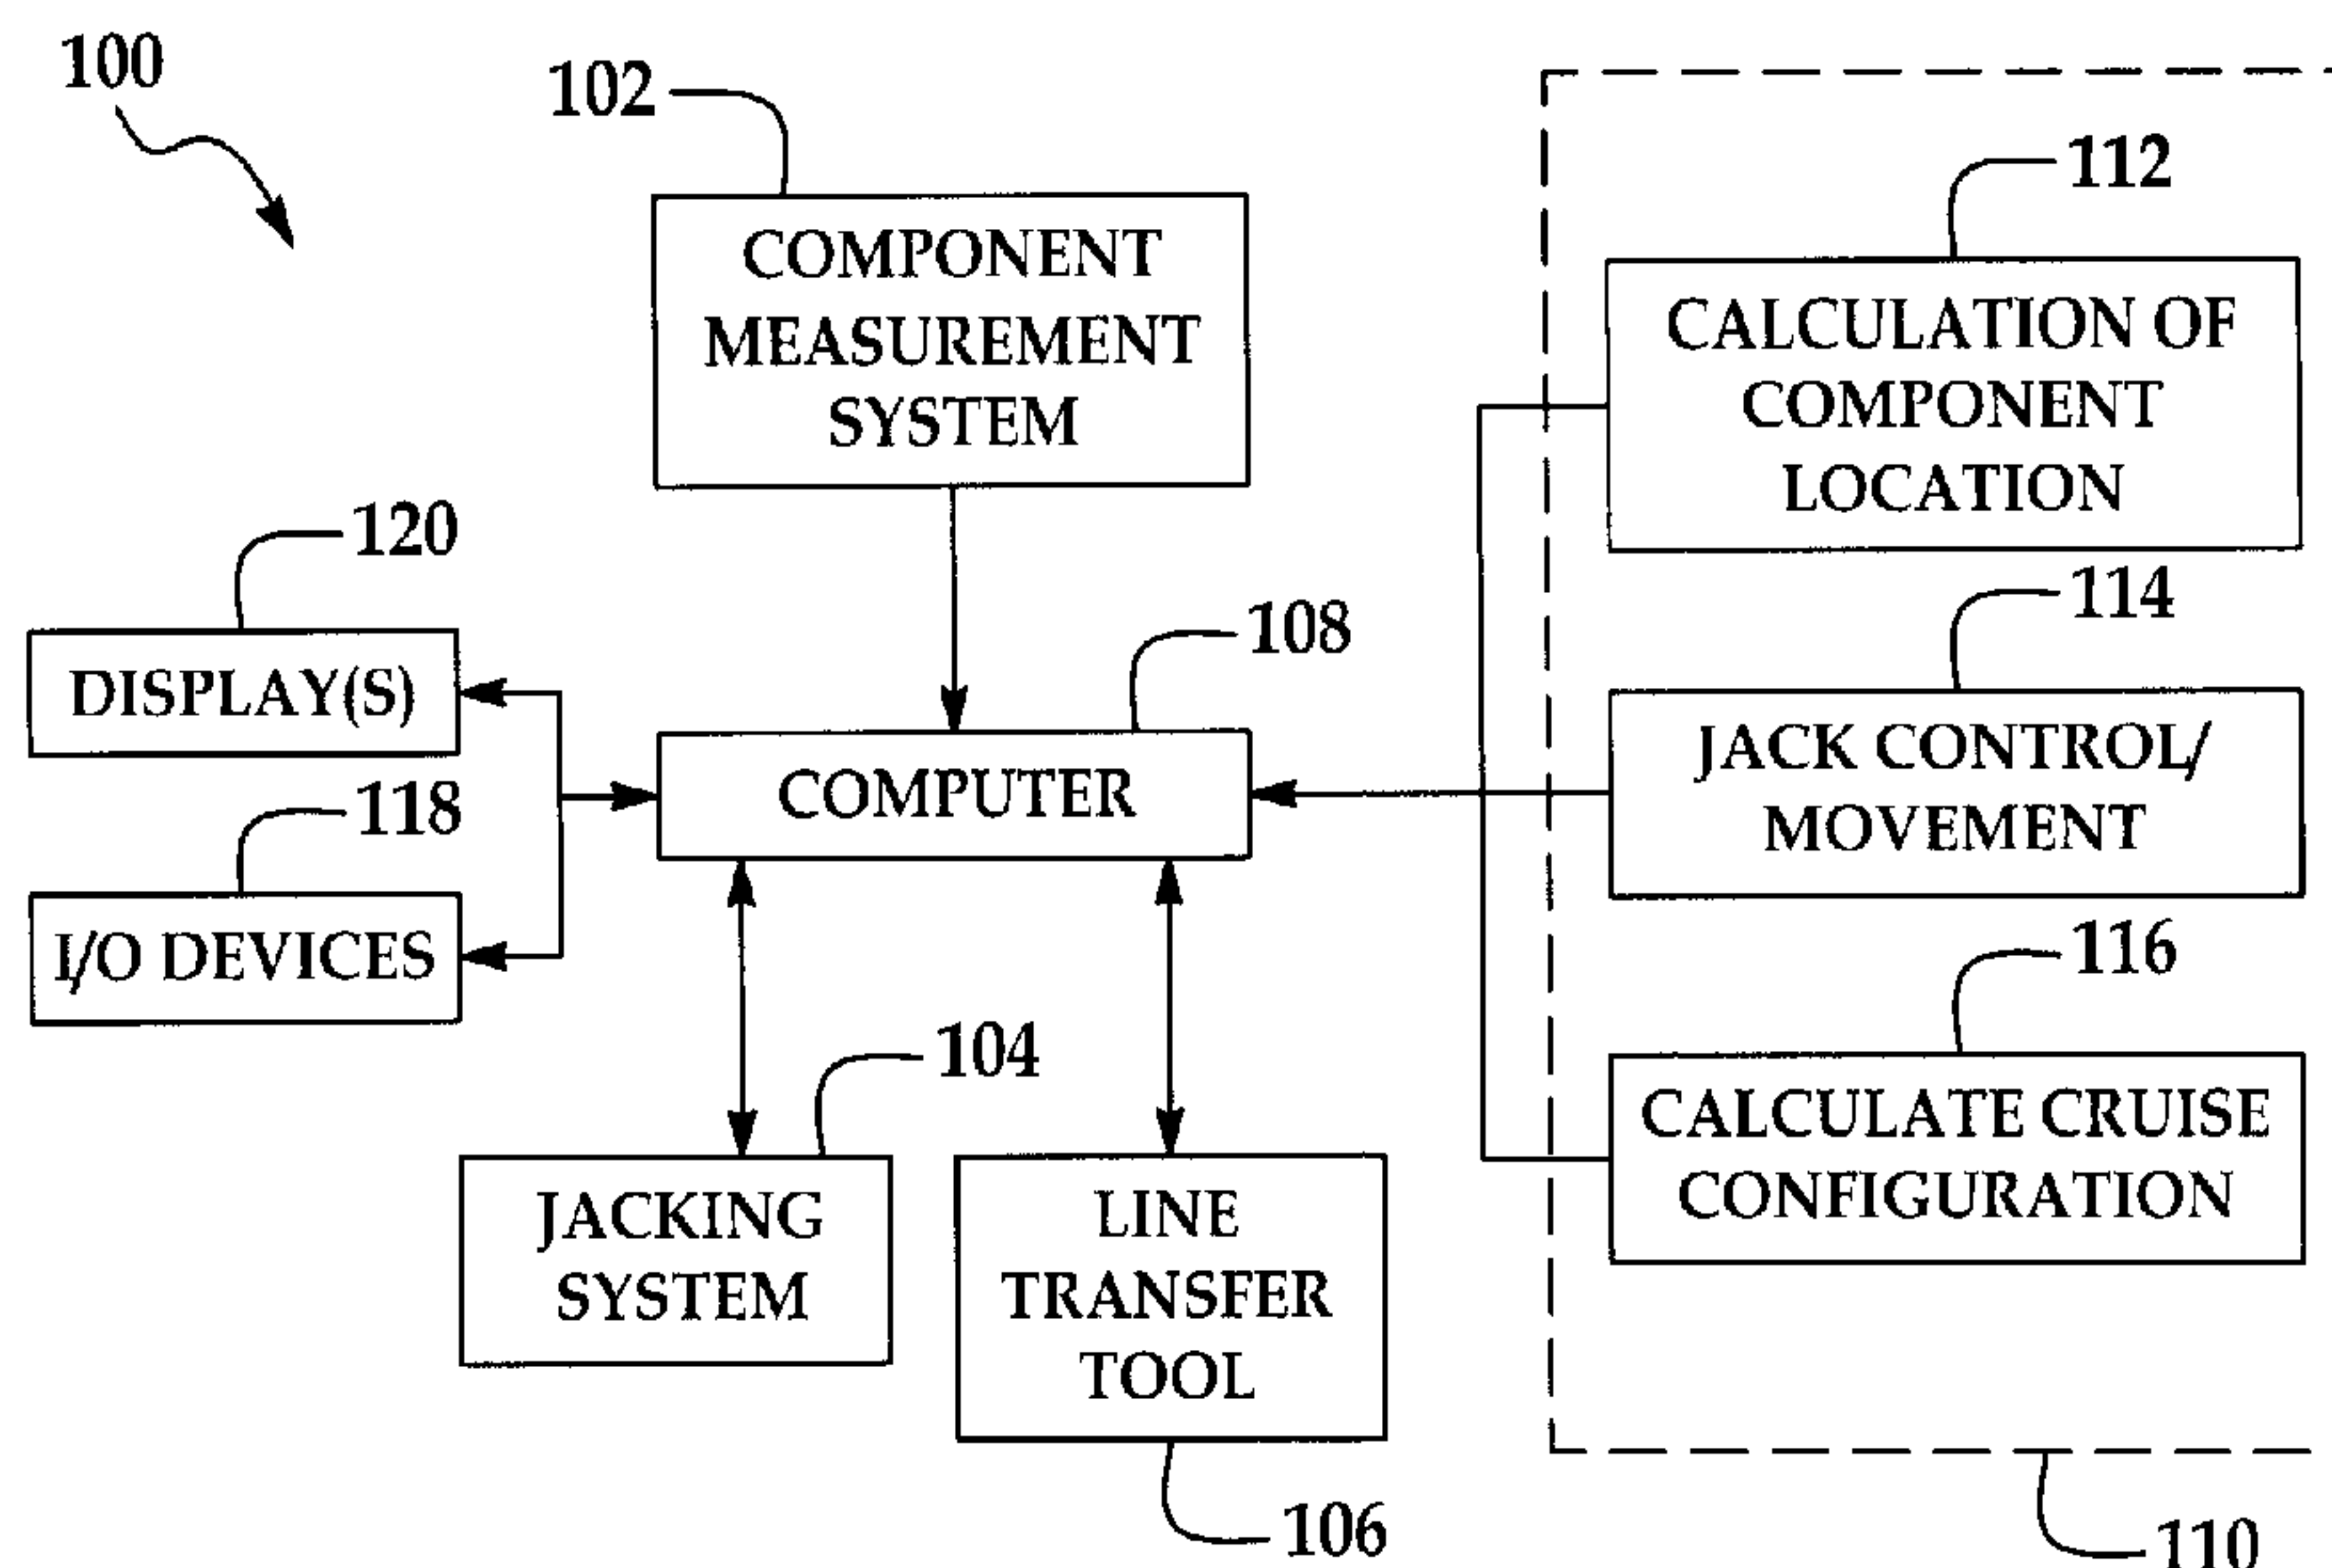 100
102
COMPONENT
MEASUREMENT
SYSTEM
112
CALCULATION OF
COMPONENT
LOCATION
120
DISPLAY(S)
108
COMPUTER
114
JACK CONTROL/
MOVEMENT
118
I/O DEVICES
116
CALCULATE CRUISE
CONFIGURATION
104
JACKING
SYSTEM
LINE
TRANSFER
TOOL
106
110